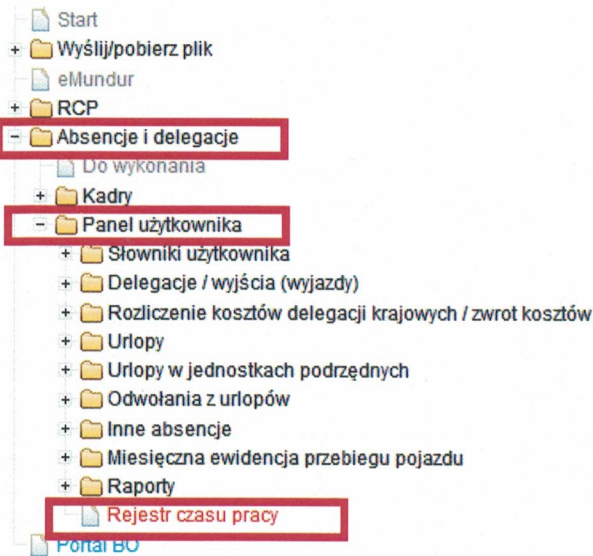 Start
Wyślij/pobierz plik
eMundur
RCP
Absencje i delegacje
Do wykonania
Kadry
Panel użytkownika
Słowniki użytkownika
Delegacje / wyjścia (wyjazdy)
Rozliczenie kosztów delegacji krajowych / zwrot kosztów
Urlopy
Urlopy w jednostkach podrzędnych
Odwołania z urlopów
Inne absencje
Miesięczna ewidencja przebiegu pojazdu
Raporty
Rejestr czasu pracy
Portal BO